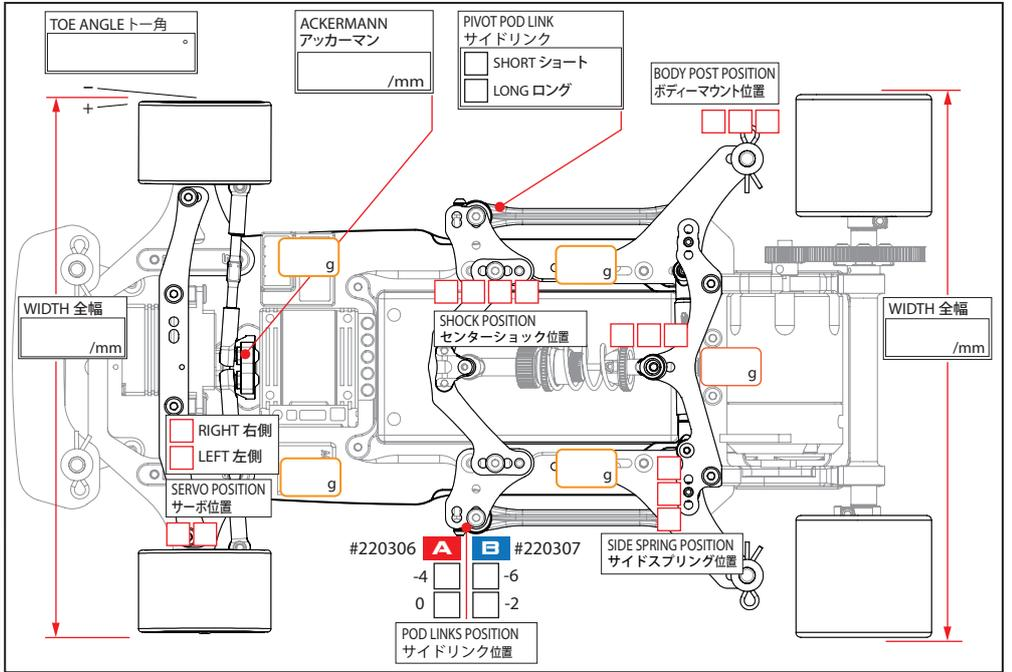 TOE ANGLE トー角
°
ACKERMANN
アッカーマン
/mm
PIVOT POD LINK
サイドリンク
SHORT ショート
LONG ロング
BODY POST POSITION
ボディーマウント位置
−
+
g
g
WIDTH 全幅
/mm
WIDTH 全幅
/mm
SHOCK POSITION
センターショック位置
g
RIGHT 右側
LEFT 左側
g
g
SERVO POSITION
サーボ位置
#220306 A B #220307
-4 -6
0 -2
SIDE SPRING POSITION
サイドスプリング位置
POD LINKS POSITION
サイドリンク位置